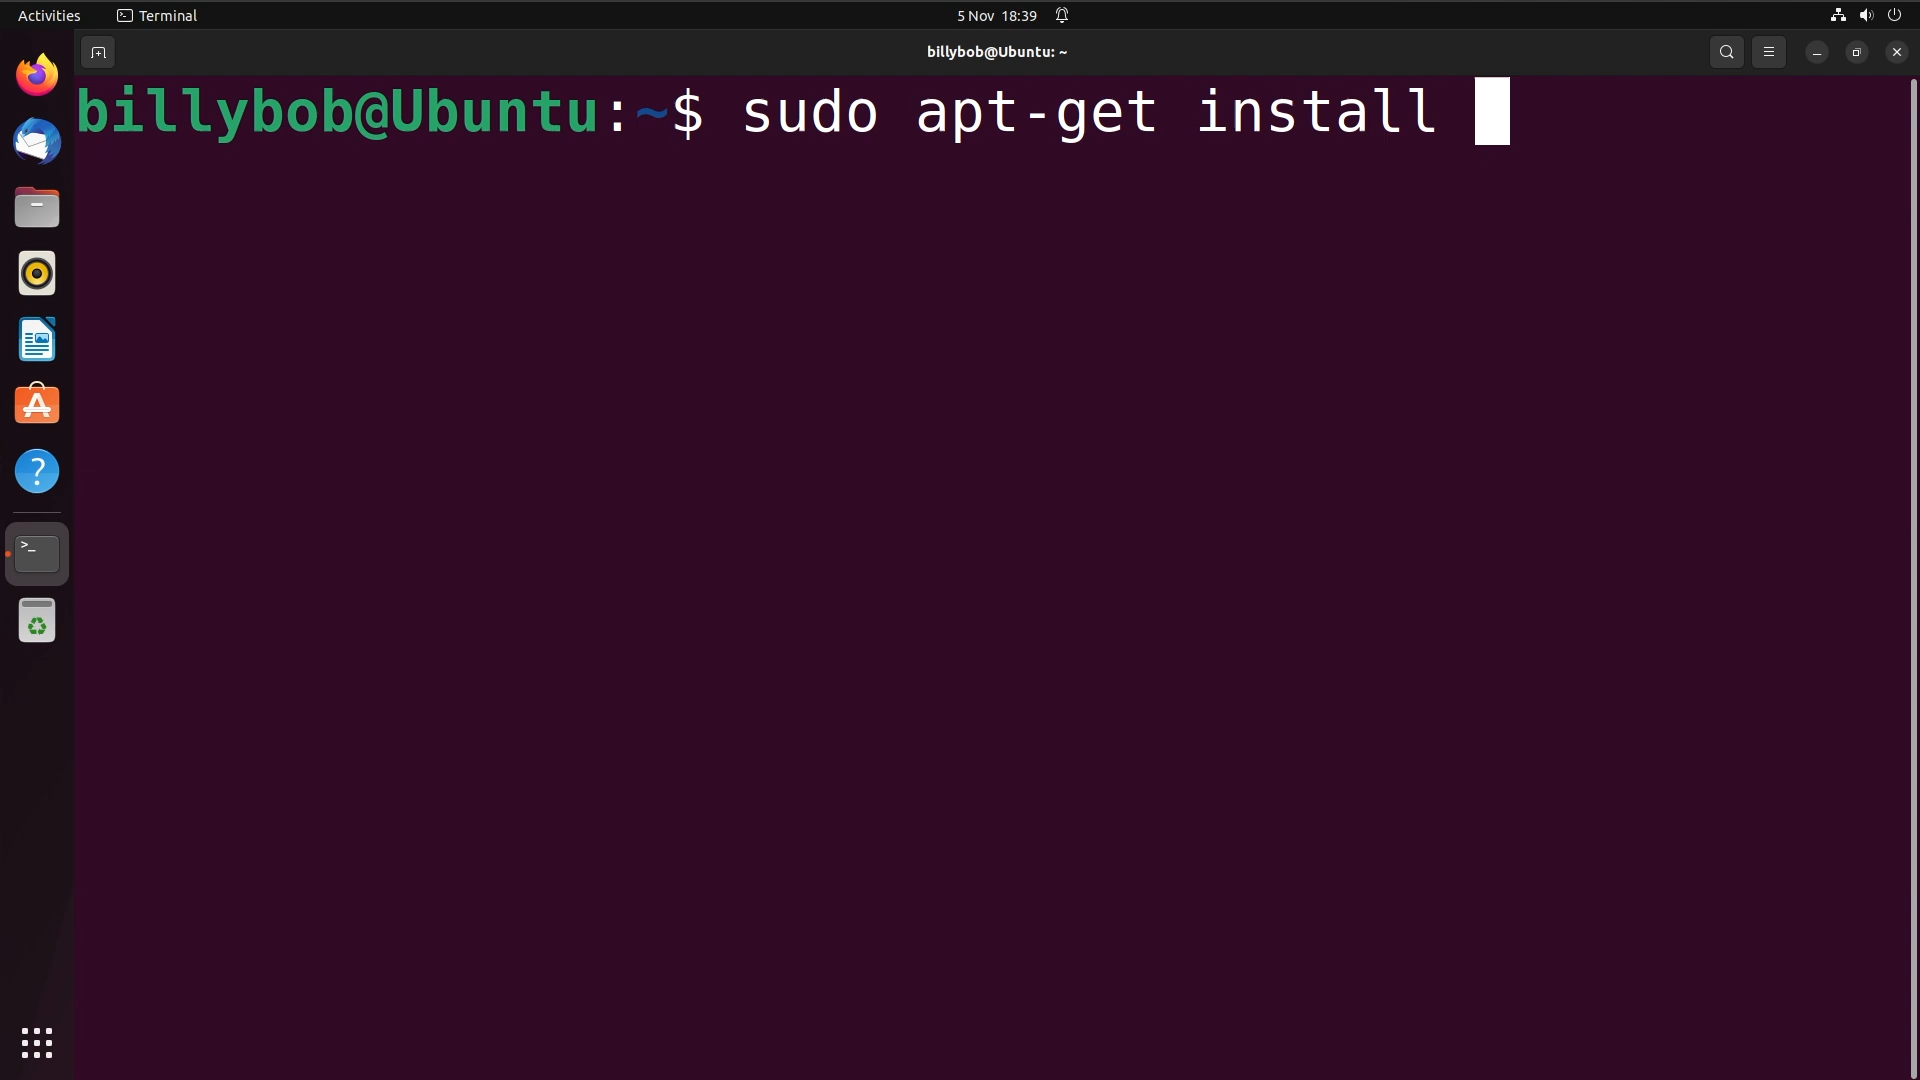 Activities Terminal 5 Nov 18:39
billybob@Ubuntu: ~
billybob@Ubuntu:~$ sudo apt-get install